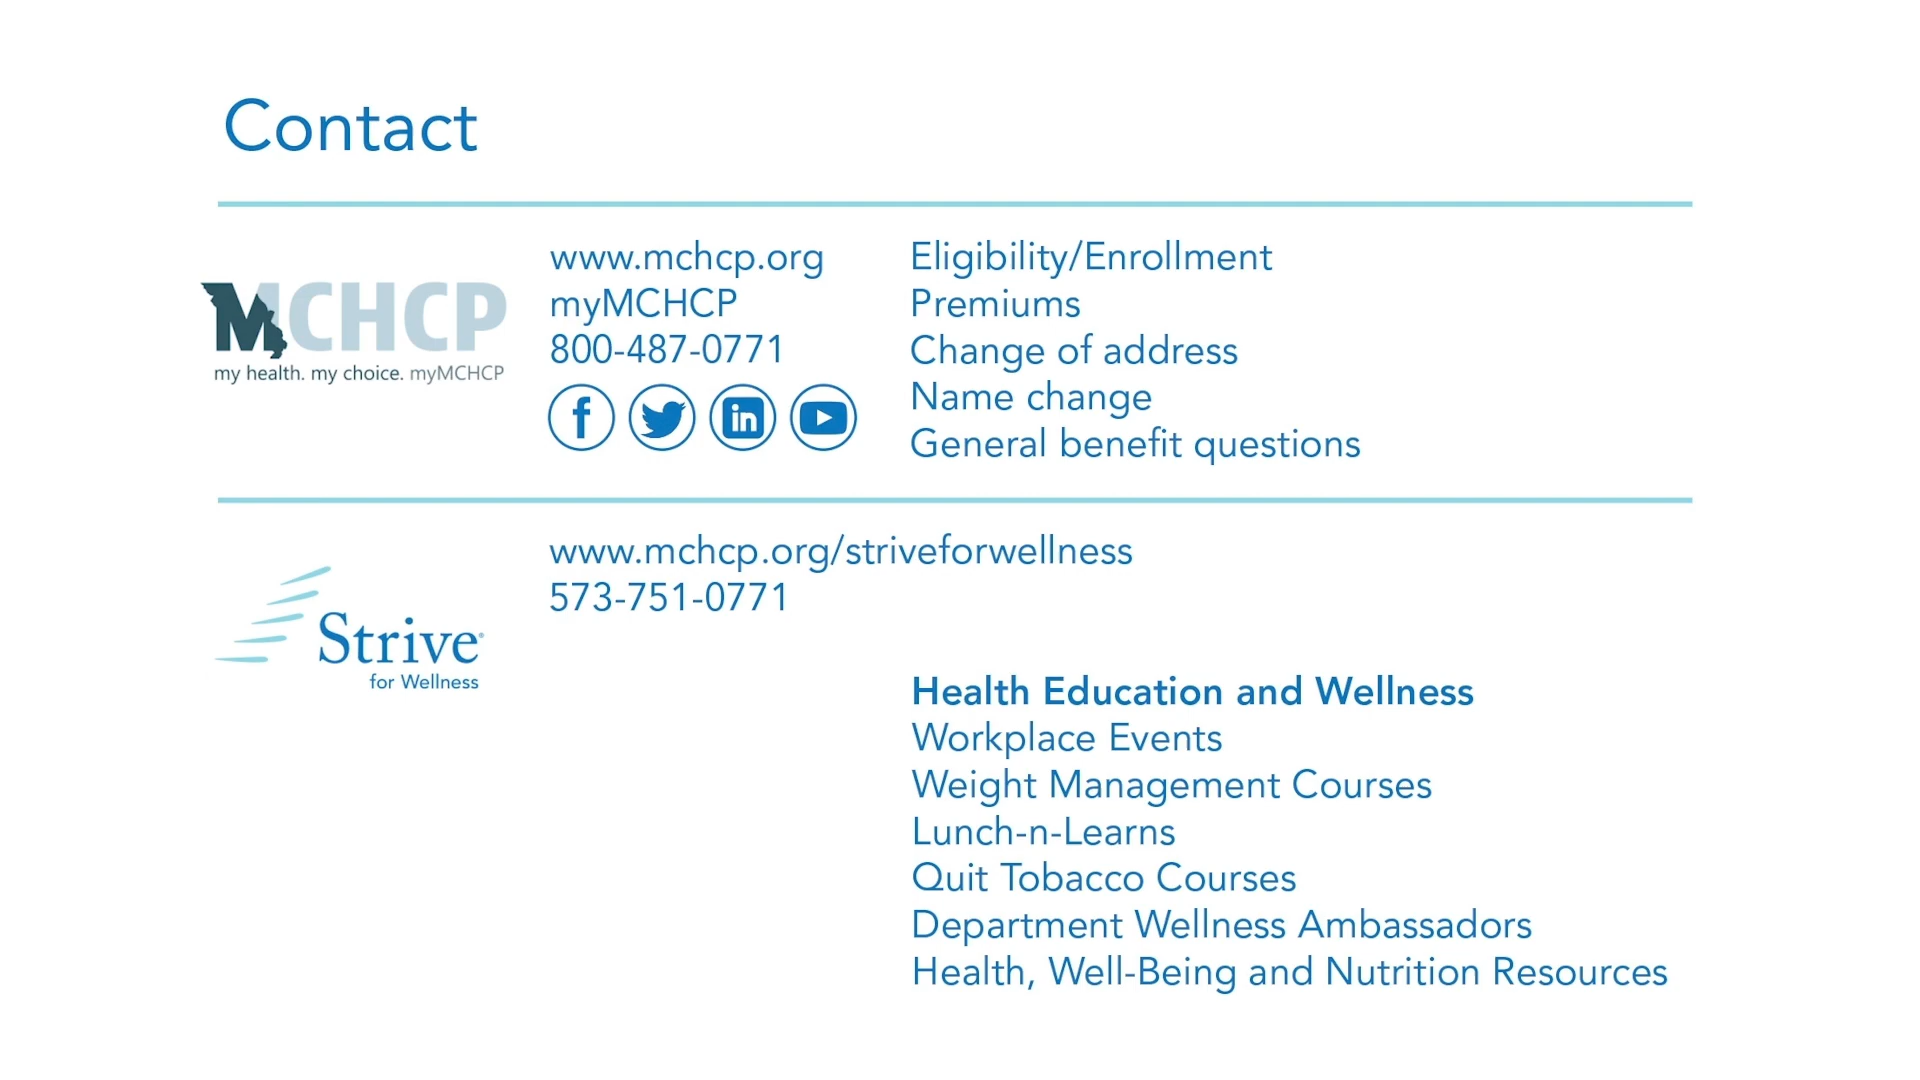 Contact
MCHCP
my health. my choice. myMCHCP
www.mchcp.org
myMCHCP
800-487-0771
f
in
Eligibility/Enrollment
Premiums
Change of address
Name change
General benefit questions
Strive®
for Wellness
www.mchcp.org/striveforwellness
573-751-0771
Health Education and Wellness
Workplace Events
Weight Management Courses
Lunch-n-Learns
Quit Tobacco Courses
Department Wellness Ambassadors
Health, Well-Being and Nutrition Resources